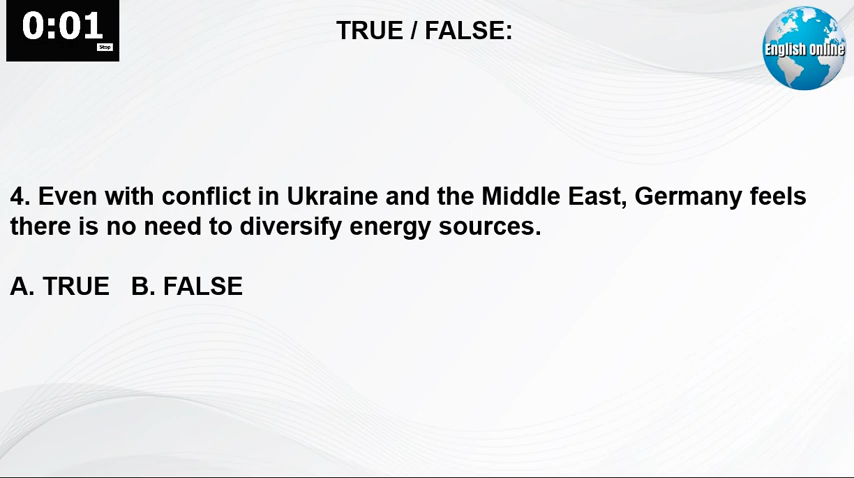 0:01
Stop
TRUE / FALSE:
English Online
4. Even with conflict in Ukraine and the Middle East, Germany feels
there is no need to diversify energy sources.
A. TRUE B. FALSE